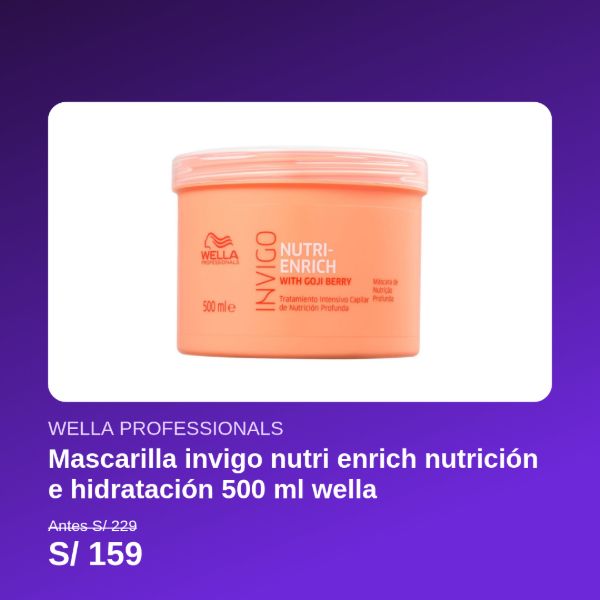 WELLA
PROFESSIONALS
500 ml e
INVIGO
NUTRI-
ENRICH
WITH GOJI BERRY
Tratamiento Intensivo Capilar
de Nutrición Profunda
Máscara de
Nutrição
Profunda
WELLA PROFESSIONALS
Mascarilla invigo nutri enrich nutrición
e hidratación 500 ml wella
Antes S/ 229
S/ 159